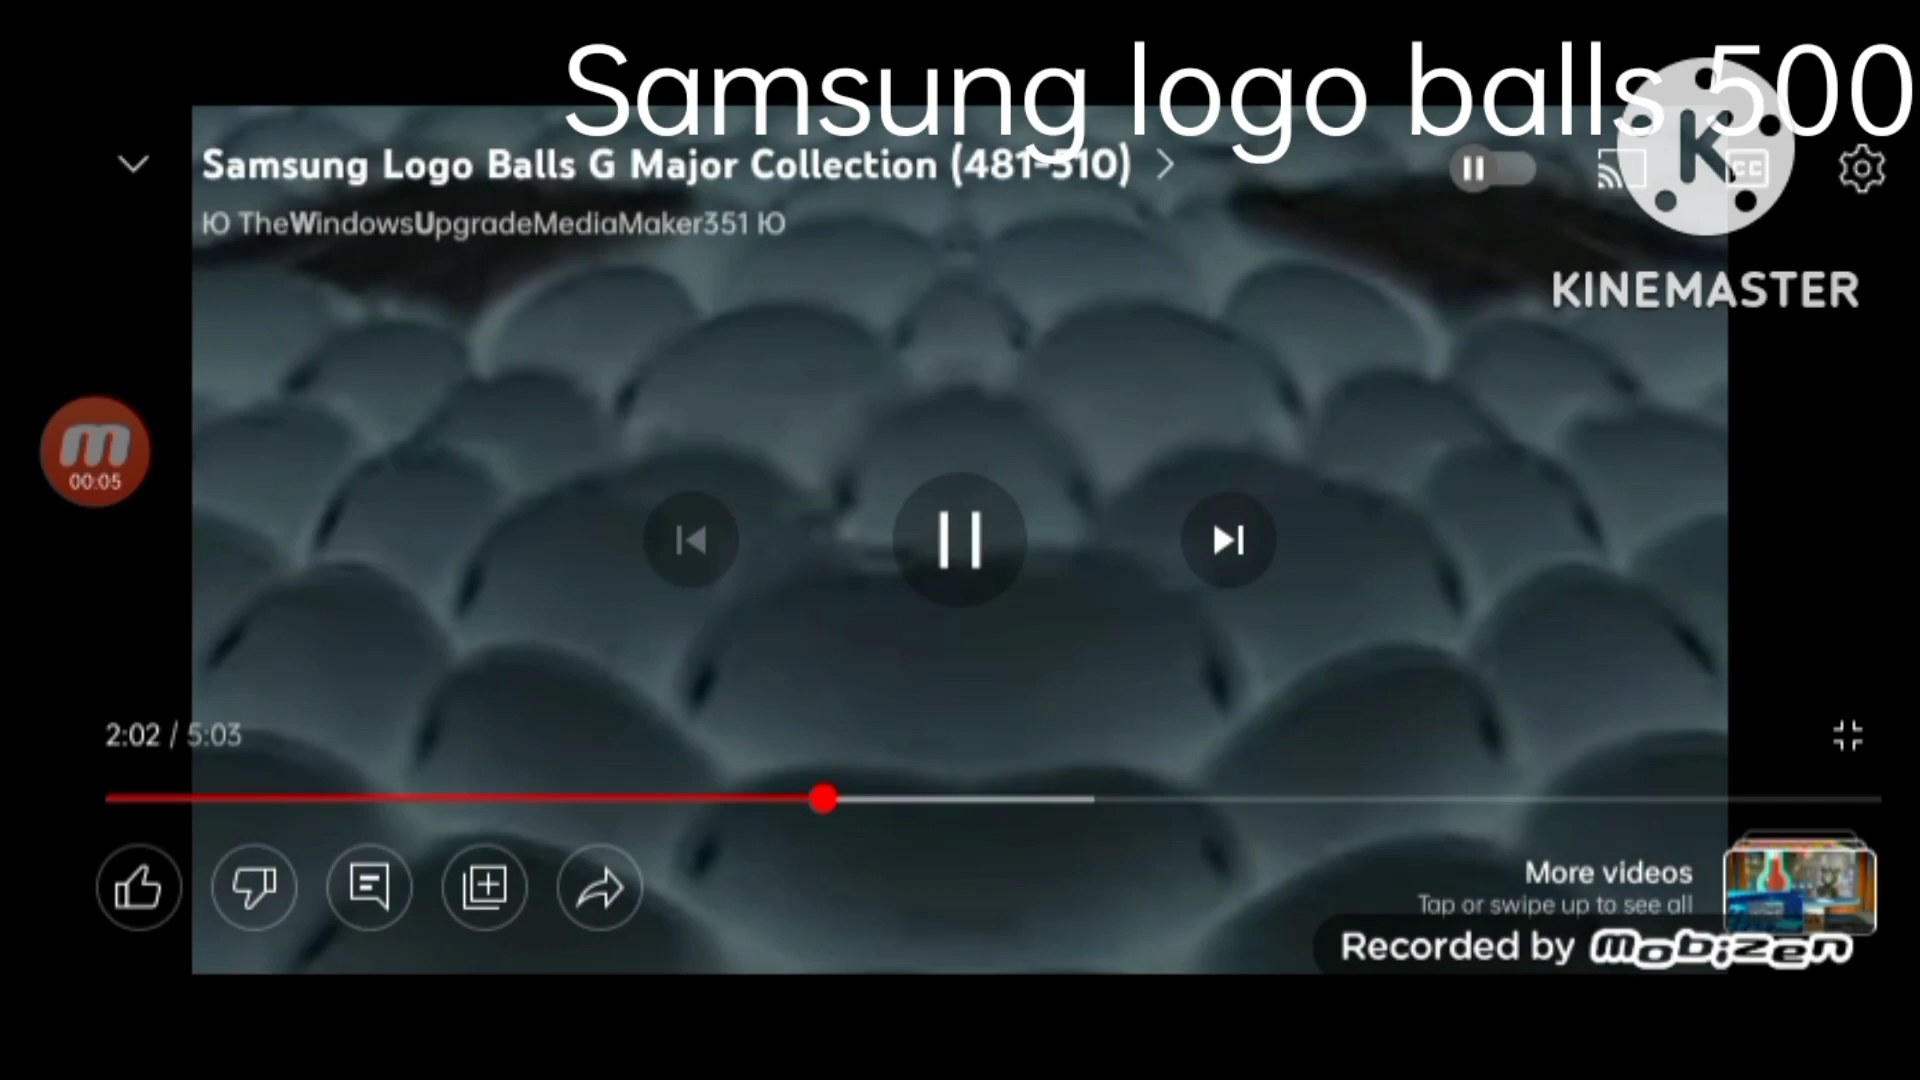 Samsung logo balls 500
Samsung Logo Balls G Major Collection (481-510)
Ю TheWindowsUpgradeMediaMaker351 Ю
K
CC
KINEMASTER
m
00:05
2:02 / 5:03
More videos
Tap or swipe up to see all
Recorded by mobizen